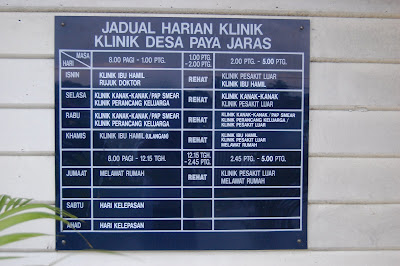 JADUAL HARIAN KLINIK
KLINIK DESA PAYA JARAS
MASA
HARI
8.00 PAGI - 1.00 PTG.
1.00 PTG.
-2.00 PTG.
2.00 PTG. - 5.00 PTG.
ISNIN
KLINIK IBU HAMIL
RUJUK DOKTOR
REHAT
KLINIK PESAKIT LUAR
KLINIK IBU HAMIL
SELASA
KLINIK KANAK-KANAK/PAP SMEAR
KLINIK PERANCANG KELUARGA
REHAT
KLINIK KANAK-KANAK
KLINIK PESAKIT LUAR
RABU
KLINIK KANAK-KANAK/PAP SMEAR
KLINIK PERANCANG KELUARGA
REHAT
KLINIK KANAK-KANAK/PAP SMEAR
KLINIK PERANCANG KELUARGA/
KLINIK PESAKIT LUAR
KHAMIS
KLINIK IBU HAMIL (ULANGAN)
REHAT
KLINIK IBU HAMIL
MELAWAT RUMAH
KLINIK PESAKIT LUAR
8.00 PAGI - 12.15 TGH.
12.15 TGH.
-2.45 PTG.
2.45 PTG. - 5.00 PTG.
JUMAAT
MELAWAT RUMAH
REHAT
KLINIK PESAKIT LUAR
MELAWAT RUMAH
SABTU
HARI KELEPASAN
AHAD
HARI KELEPASAN